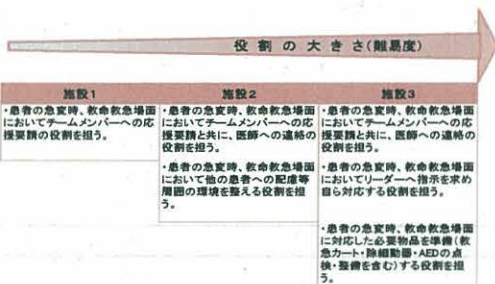 役割の大きさ(難易度)
施設1
・患者の急変時、救命救急場面
においてチームメンバーへの応
援要請の役割を担う。
施設2
・患者の急変時、救命救急場面
においてチームメンバーへの応
援要請と共に、医師への連絡の
役割を担う。
・患者の急変時、救命救急場面
において他の患者への配慮等
周囲の環境を整える役割を担
う。
施設3
・患者の急変時、救命救急場面
においてチームメンバーへの応
援要請と共に、医師への連絡の
役割を担う。
・患者の急変時、救命救急場面
においてリーダーへ指示を求め
自ら対応する役割を担う。
・患者の急変時、救命救急場面
に対応した必要物品を準備(救
急カート・除細動器・AEDの点
検・整備を含む)する役割を担
う。